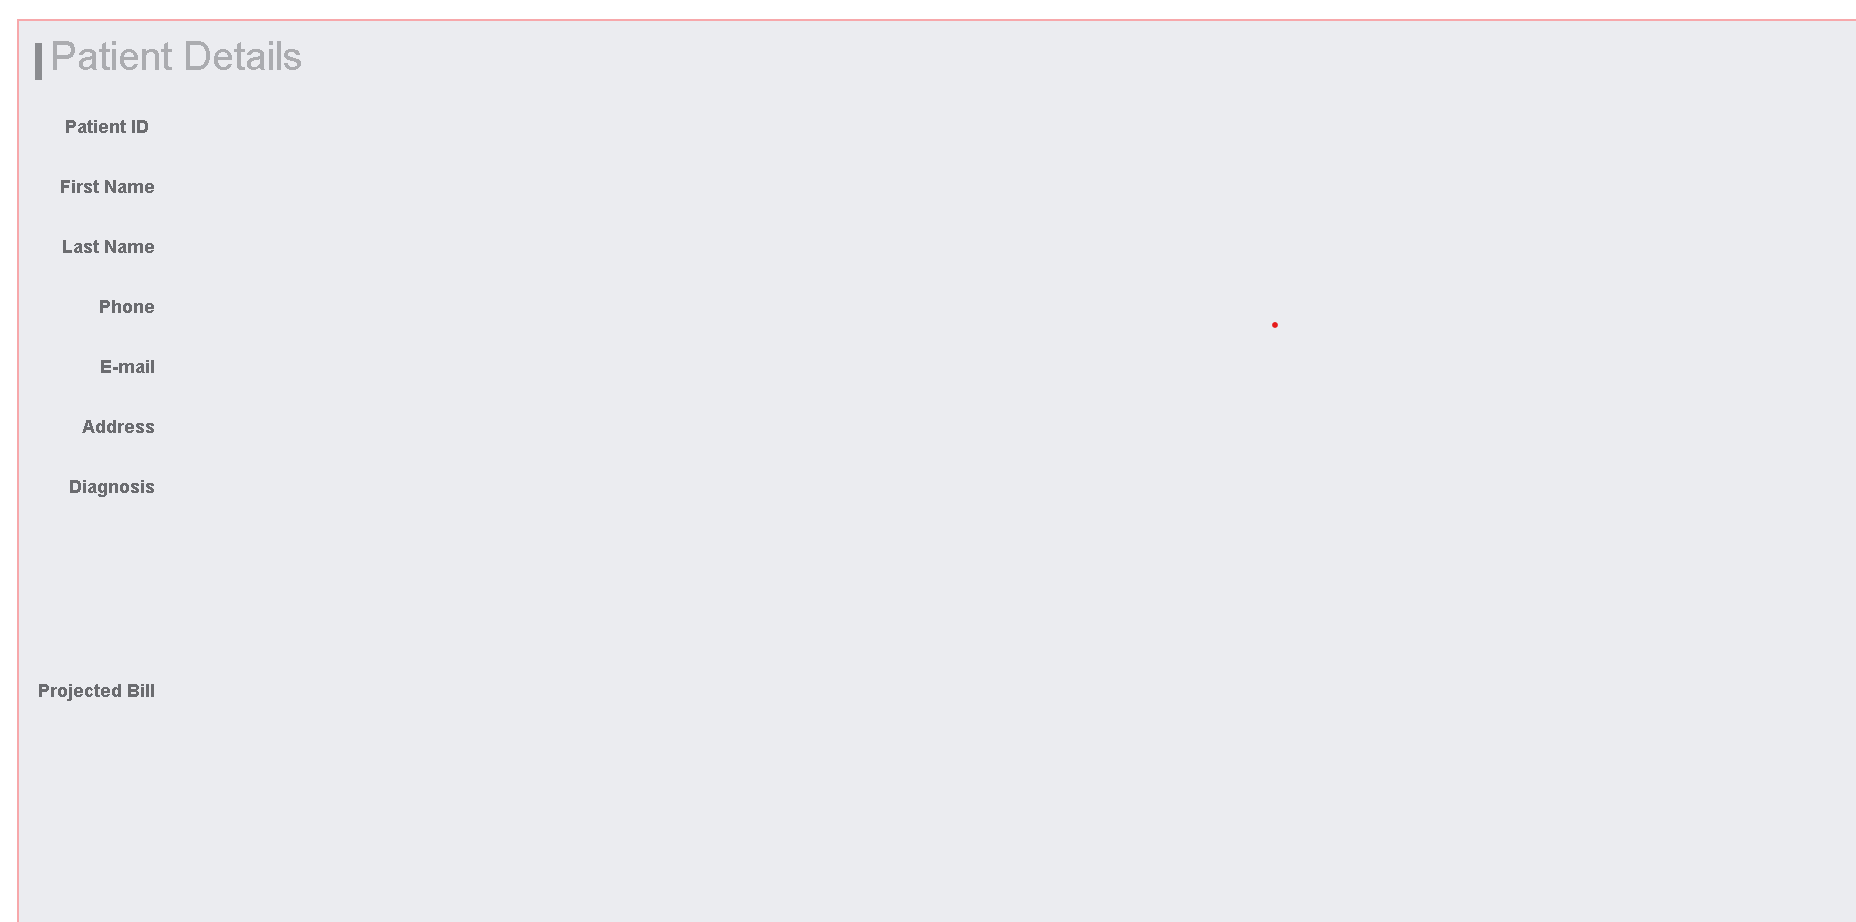 Patient Details
Patient ID
First Name
Last Name
Phone
E-mail
Address
Diagnosis
Projected Bill